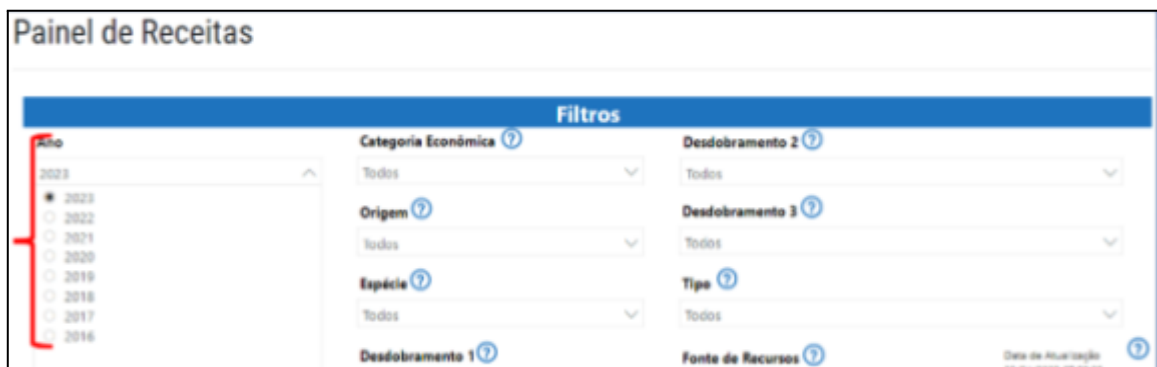 Painel de Receitas
Filtros
Ano
2023
2023
2022
2021
2020
2019
2018
2017
2016
Categoria Econômica ?
Todos
Origem ?
Todos
Espécie ?
Todos
Desdobramento 1 ?
Desdobramento 2 ?
Todos
Desdobramento 3 ?
Todos
Tipo ?
Todos
Fonte de Recursos ?
Data de Atualização ?